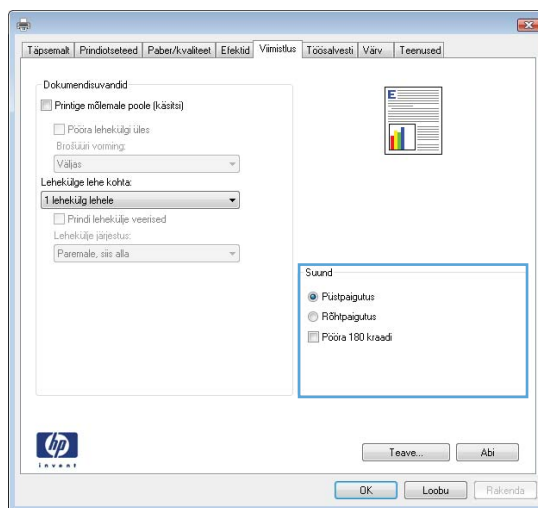 Täpsemalt Prindiotseteed Paber/kvaliteet Efektid Viimistlus Töösalvesti Värv Teenused
Dokumendisuvandid
Printige mõlemale poole (käsitsi)
Pööra lehekülgi üles
Brošüüri vorming:
Väljas
Lehekülge lehe kohta:
1 lehekülg lehele
Prindi lehekülje veerised
Lehekülje järjestus:
Paremale, siis alla
E
Suund
Püstpaigutus
Rõhtpaigutus
Pööra 180 kraadi
hp
invent
Teave... Abi
OK Loobu Rakenda